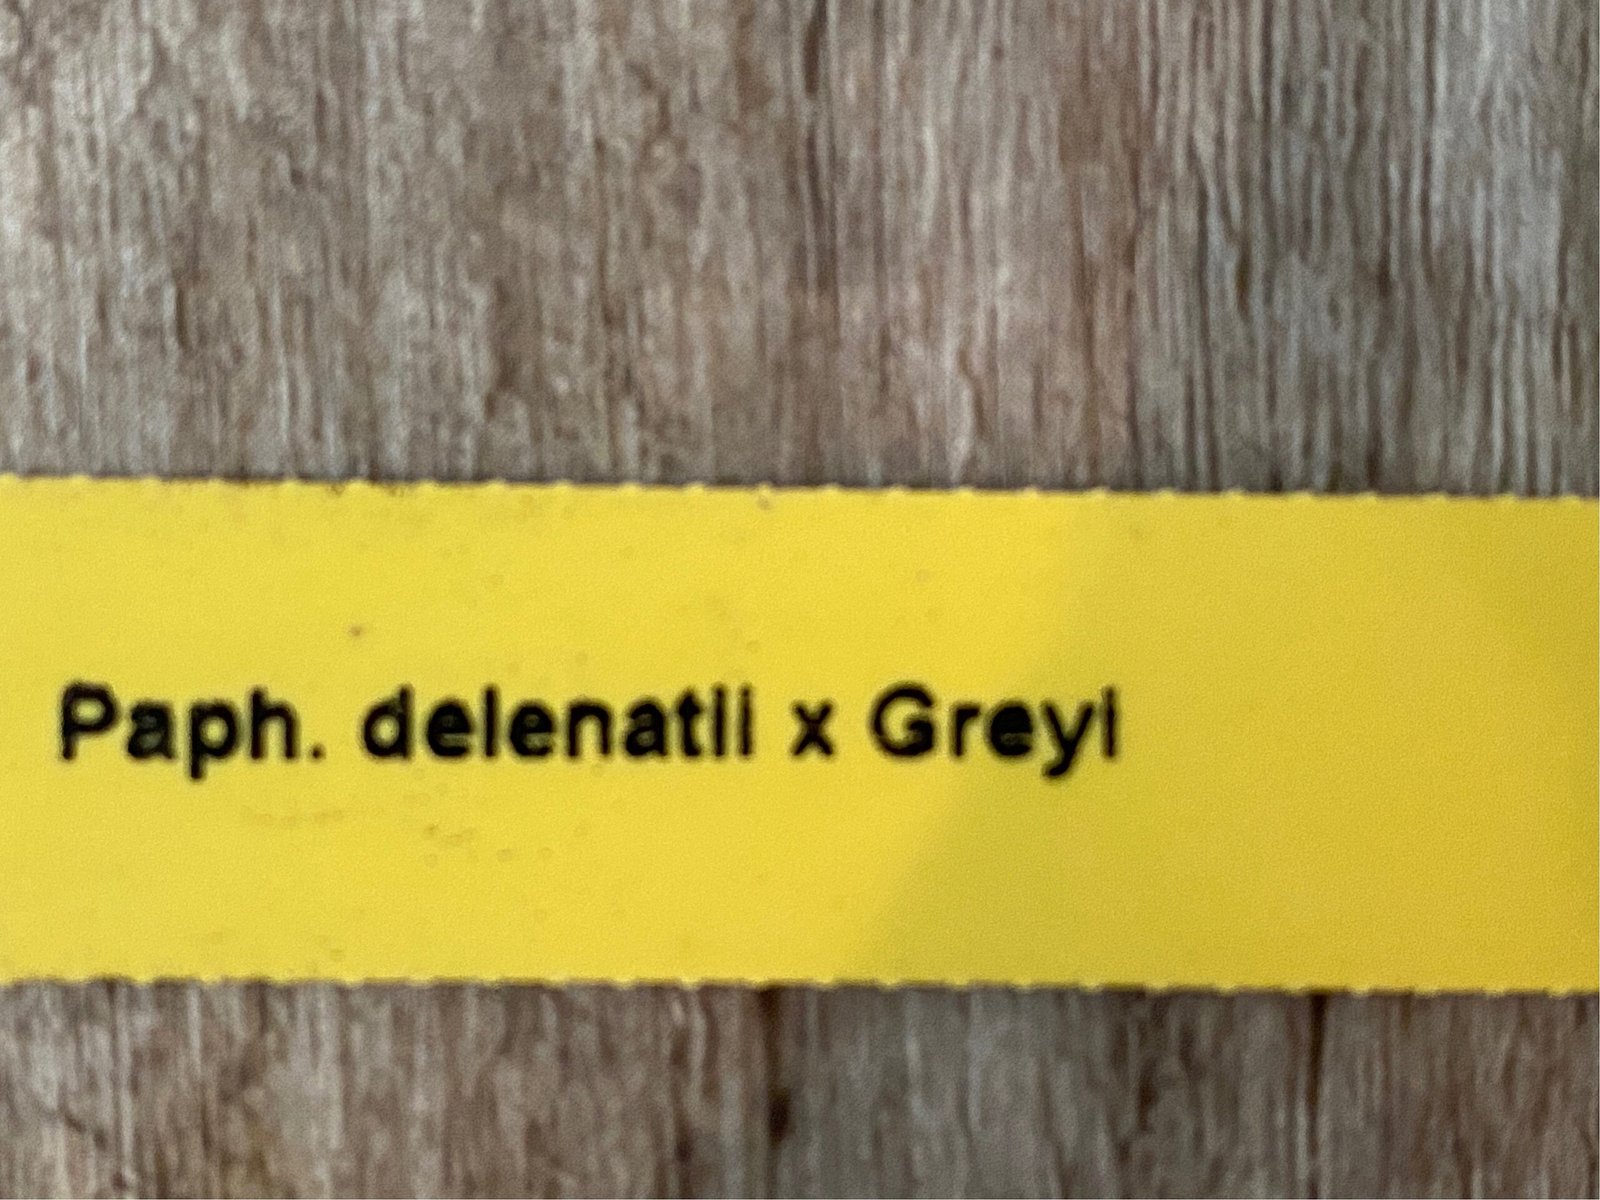 Paph. delenatii x Greyi